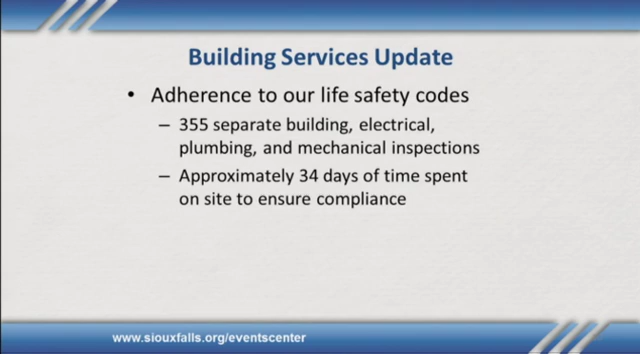 Building Services Update
• Adherence to our life safety codes
– 355 separate building, electrical,
plumbing, and mechanical inspections
– Approximately 34 days of time spent
on site to ensure compliance
www.siouxfalls.org/eventscenter